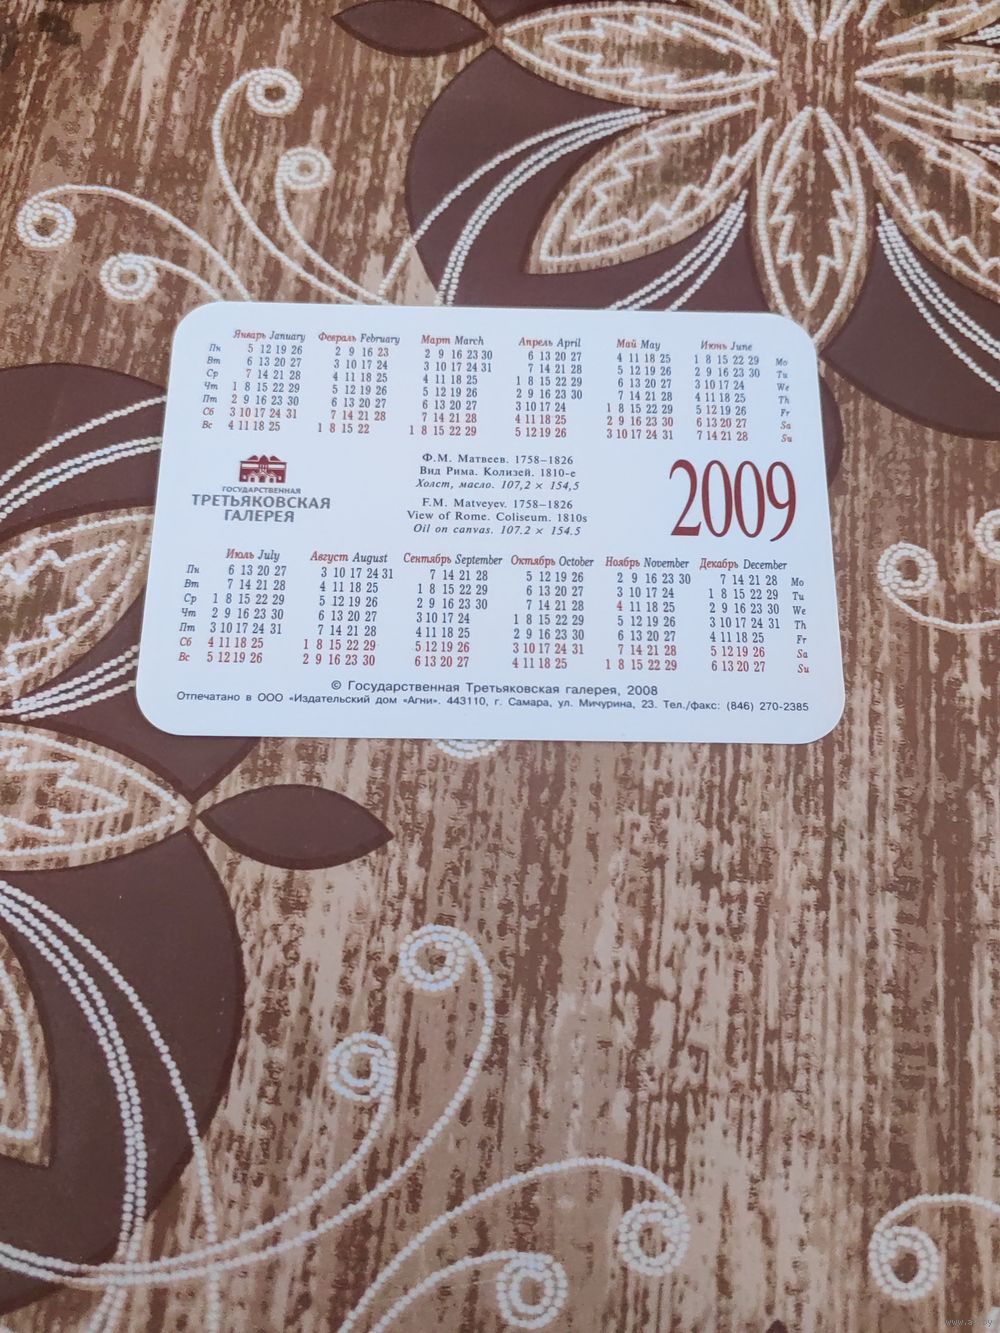 Январь January Февраль February Март March Апрель April Май May Июнь June
Пн 5 12 19 26 2 9 16 23 2 9 16 23 30 6 13 20 27 4 11 18 25 1 8 15 22 29 Mo
Вт 6 13 20 27 3 10 17 24 3 10 17 24 31 7 14 21 28 5 12 19 26 2 9 16 23 30 Tu
Ср 7 14 21 28 4 11 18 25 4 11 18 25 1 8 15 22 29 6 13 20 27 3 10 17 24 We
Чт 1 8 15 22 29 5 12 19 26 5 12 19 26 2 9 16 23 30 7 14 21 28 4 11 18 25 Th
Пт 2 9 16 23 30 6 13 20 27 6 13 20 27 3 10 17 24 1 8 15 22 29 5 12 19 26 Fr
Сб 3 10 17 24 31 7 14 21 28 7 14 21 28 4 11 18 25 2 9 16 23 30 6 13 20 27 Sa
Вс 4 11 18 25 1 8 15 22 1 8 15 22 29 5 12 19 26 3 10 17 24 31 7 14 21 28 Su
ГОСУДАРСТВЕННАЯ
ТРЕТЬЯКОВСКАЯ
ГАЛЕРЕЯ
Ф.М. Матвеев. 1758–1826
Вид Рима. Колизей. 1810-е
Холст, масло. 107,2 × 154,5
F.M. Matveyev. 1758–1826
View of Rome. Coliseum. 1810s
Oil on canvas. 107.2 × 154.5
2009
Июль July Август August Сентябрь September Октябрь October Ноябрь November Декабрь December
Пн 6 13 20 27 3 10 17 24 31 7 14 21 28 5 12 19 26 2 9 16 23 30 7 14 21 28 Mo
Вт 7 14 21 28 4 11 18 25 1 8 15 22 29 6 13 20 27 3 10 17 24 1 8 15 22 29 Tu
Ср 1 8 15 22 29 5 12 19 26 2 9 16 23 30 7 14 21 28 4 11 18 25 2 9 16 23 30 We
Чт 2 9 16 23 30 6 13 20 27 3 10 17 24 1 8 15 22 29 5 12 19 26 3 10 17 24 31 Th
Пт 3 10 17 24 31 7 14 21 28 4 11 18 25 2 9 16 23 30 6 13 20 27 4 11 18 25 Fr
Сб 4 11 18 25 1 8 15 22 29 5 12 19 26 3 10 17 24 31 7 14 21 28 5 12 19 26 Sa
Вс 5 12 19 26 2 9 16 23 30 6 13 20 27 4 11 18 25 1 8 15 22 29 6 13 20 27 Su
© Государственная Третьяковская галерея, 2008
Отпечатано в ООО «Издательский дом «Агни». 443110, г. Самара, ул. Мичурина, 23. Тел./факс: (846) 270-2385